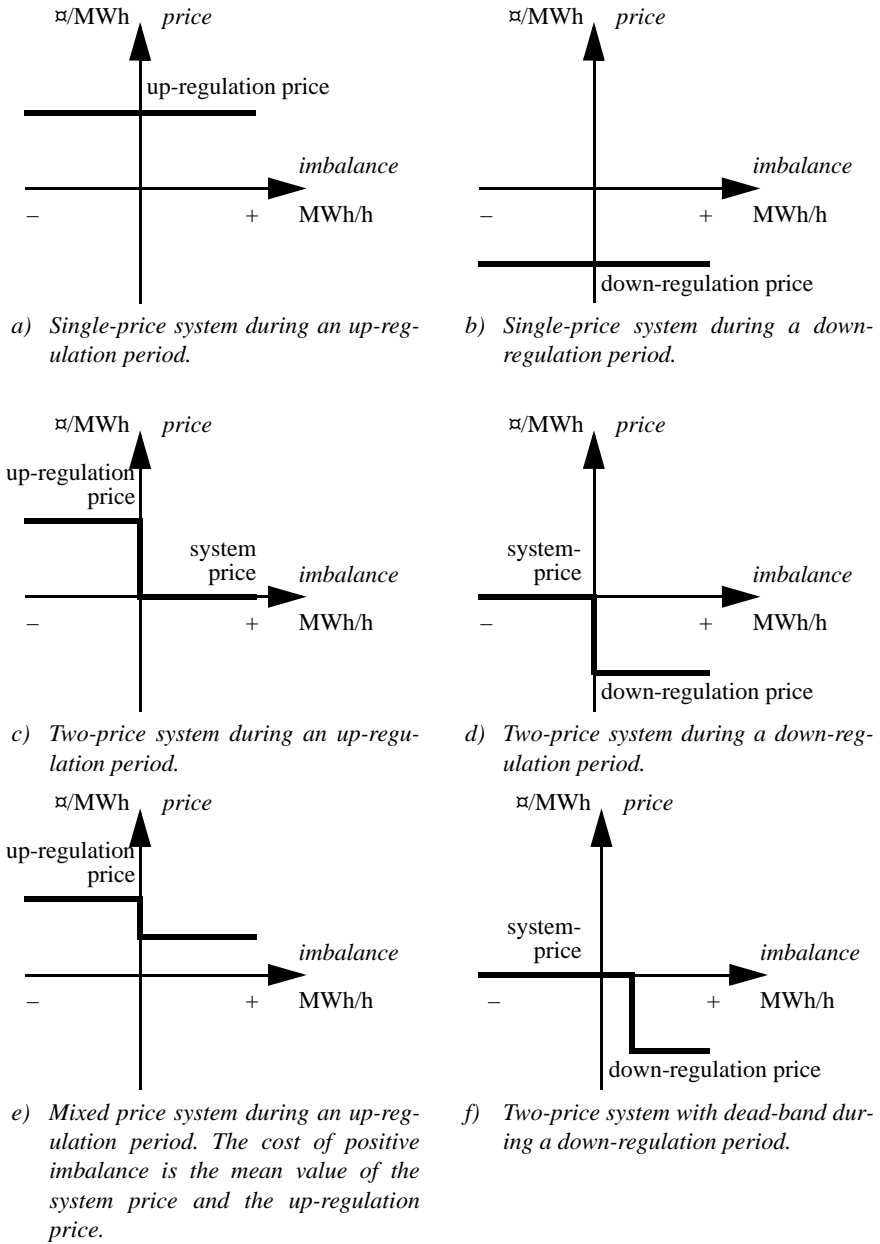 ¤/MWh price
up-regulation price
imbalance
– + MWh/h
a) Single-price system during an up-reg-
ulation period.
¤/MWh price
imbalance
– + MWh/h
down-regulation price
b) Single-price system during a down-
regulation period.
¤/MWh price
up-regulation
price
system
price
imbalance
– + MWh/h
c) Two-price system during an up-regu-
lation period.
¤/MWh price
system-
price
imbalance
– + MWh/h
down-regulation price
d) Two-price system during a down-reg-
ulation period.
¤/MWh price
up-regulation
price
imbalance
– + MWh/h
e) Mixed price system during an up-reg-
ulation period. The cost of positive
imbalance is the mean value of the
system price and the up-regulation
price.
¤/MWh price
system-
price
imbalance
– + MWh/h
down-regulation price
f) Two-price system with dead-band dur-
ing a down-regulation period.